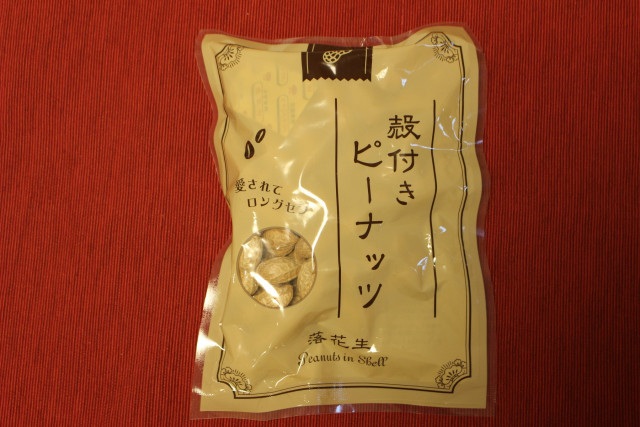 殻付き
ピーナッツ
愛されて
ロングセラー
落花生
Peanuts in Shell